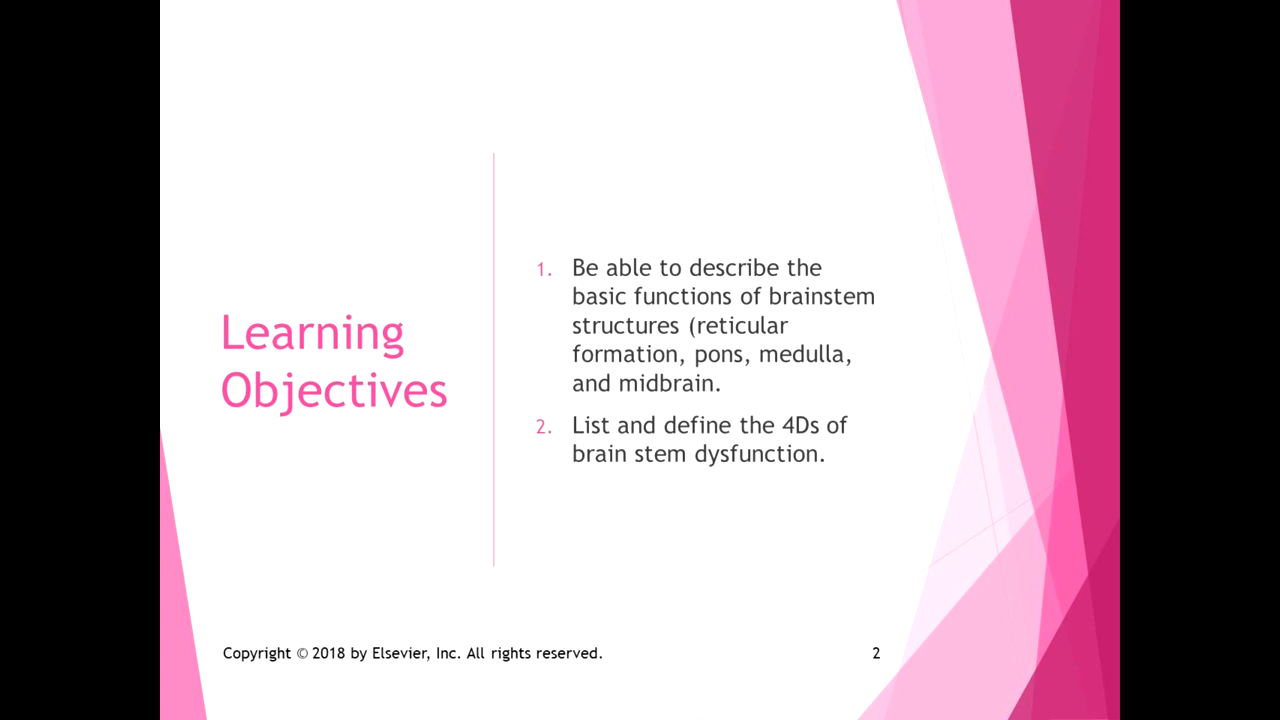 Learning
Objectives
1. Be able to describe the
basic functions of brainstem
structures (reticular
formation, pons, medulla,
and midbrain.
2. List and define the 4Ds of
brain stem dysfunction.
Copyright © 2018 by Elsevier, Inc. All rights reserved.
2